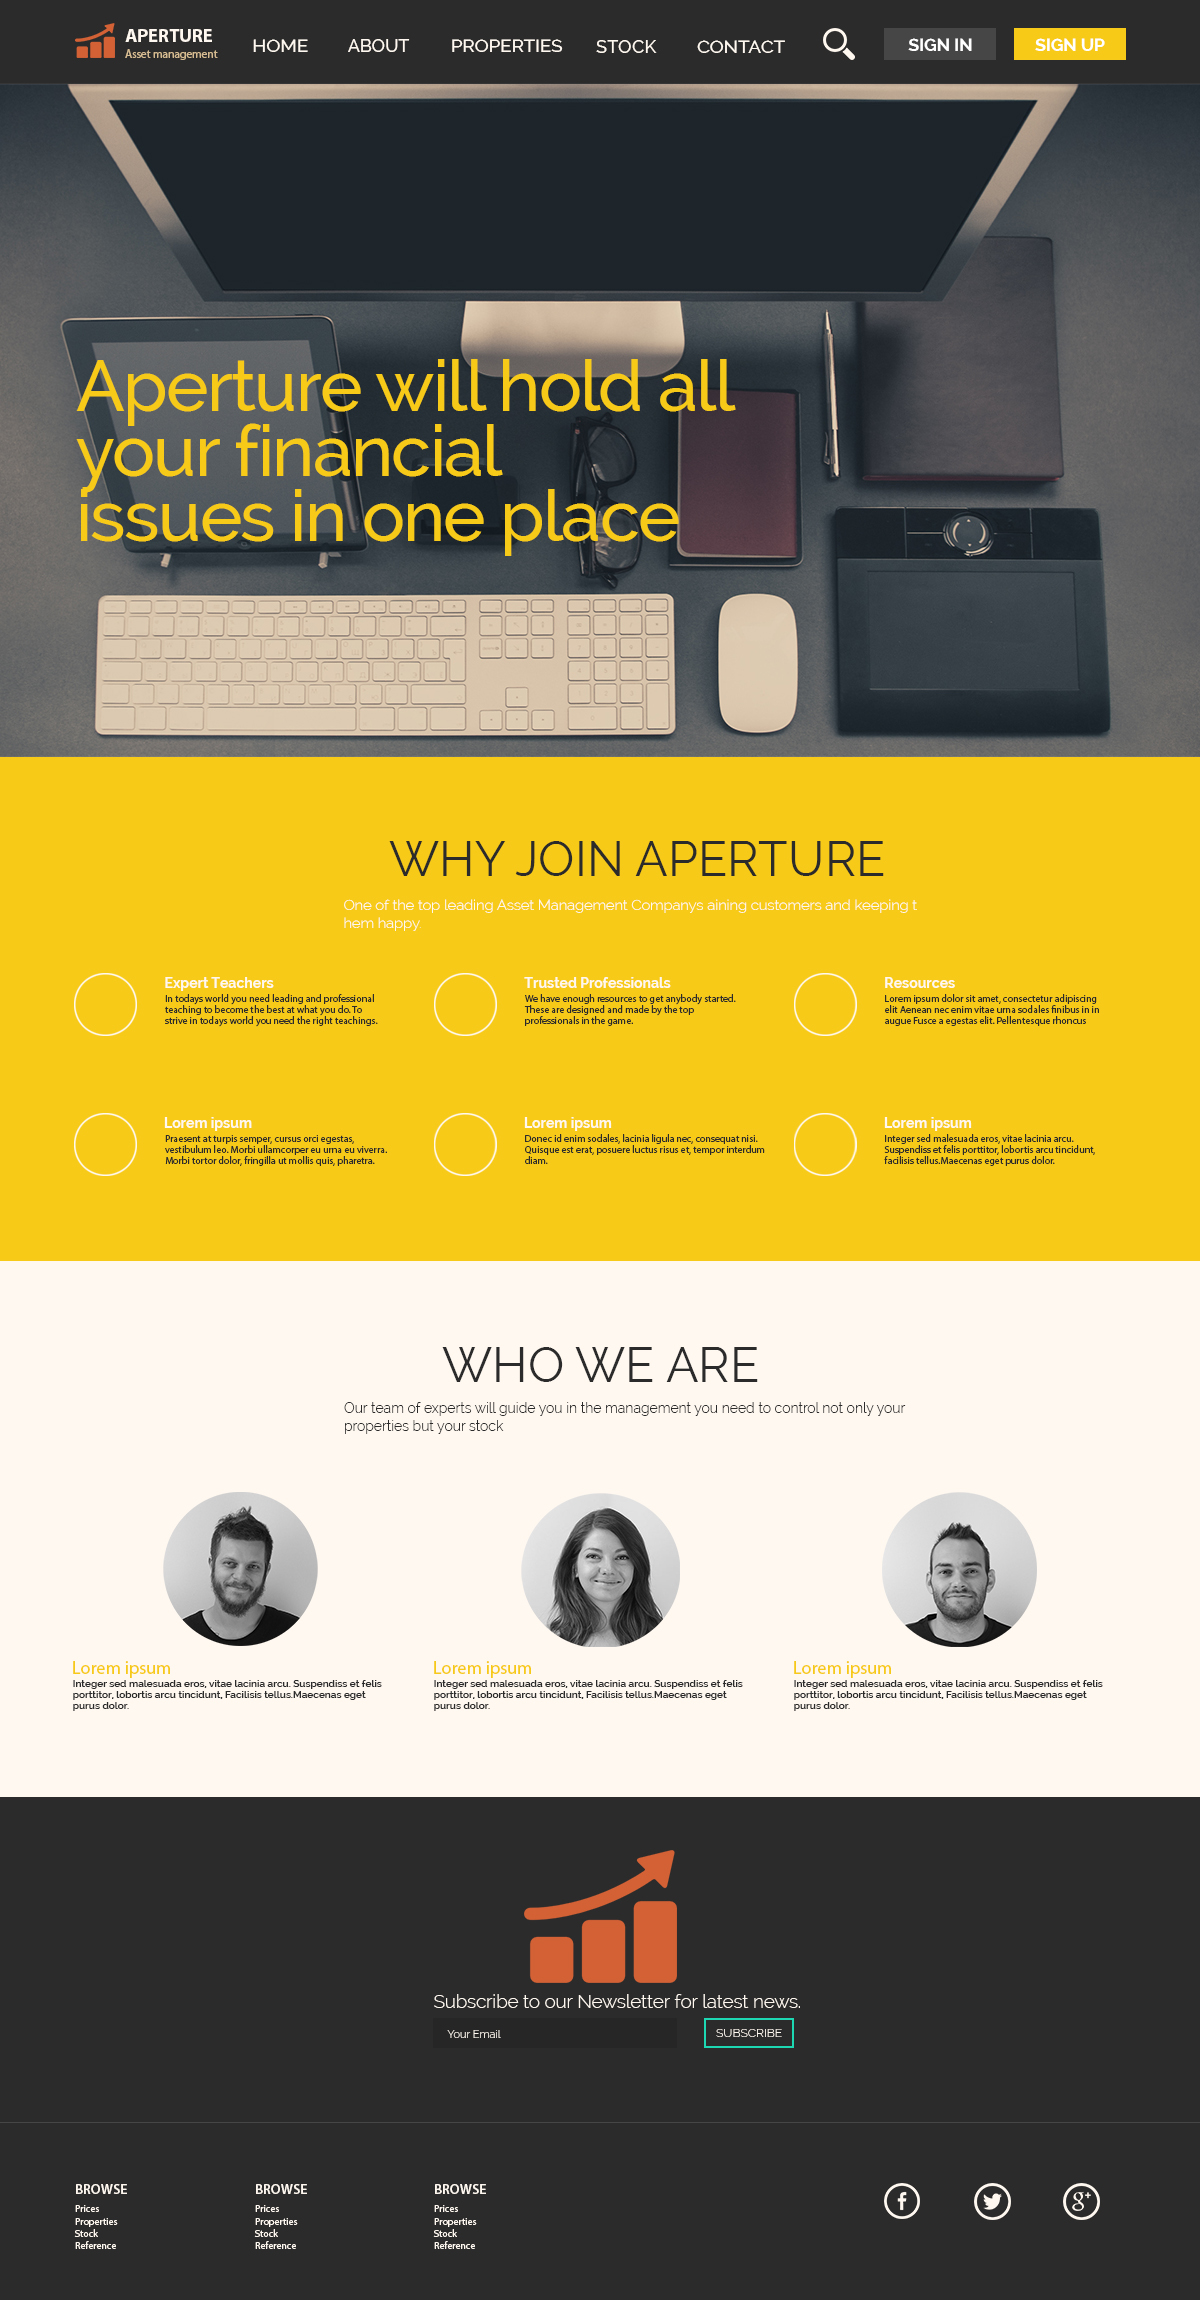 APERTURE
Asset management
HOME
ABOUT
PROPERTIES
STOCK
CONTACT
SIGN IN
SIGN UP
Aperture will hold all
your financial
issues in one place
WHY JOIN APERTURE
One of the top leading Asset Management Companys aining customers and keeping t
hem happy.
Expert Teachers
In todays world you need leading and professional
teaching to become the best at what you do.To
strive in todays world you need the right teachings.
Trusted Professionals
We have enough resources to get anybody started.
These are designed and made by the top
professionals in the game.
Resources
Lorem ipsum dolor sit amet, consectetur adipiscing
elit Aenean nec enim vitae urna sodales finibus in in
augue Fusce a egestas elit. Pellentesque rhoncus
Lorem ipsum
Praesent at turpis semper, cursus orci egestas,
vestibulum leo. Morbi ullamcorper eu urna eu viverra.
Morbi tortor dolor, fringilla ut mollis quis, pharetra.
Lorem ipsum
Donec id enim sodales, lacinia ligula nec, consequat nisi.
Quisque est erat, posuere luctus risus et, tempor interdum
diam.
Lorem ipsum
Integer sed malesuada eros, vitae lacinia arcu.
Suspendiss et felis porttitor, lobortis arcu tincidunt,
facilisis tellus.Maecenas eget purus dolor.
WHO WE ARE
Our team of experts will guide you in the management you need to control not only your
properties but your stock
Lorem ipsum
Integer sed malesuada eros, vitae lacinia arcu. Suspendiss et felis
porttitor, lobortis arcu tincidunt, Facilisis tellus.Maecenas eget
purus dolor.
Lorem ipsum
Integer sed malesuada eros, vitae lacinia arcu. Suspendiss et felis
porttitor, lobortis arcu tincidunt, Facilisis tellus.Maecenas eget
purus dolor.
Lorem ipsum
Integer sed malesuada eros, vitae lacinia arcu. Suspendiss et felis
porttitor, lobortis arcu tincidunt, Facilisis tellus.Maecenas eget
purus dolor.
Subscribe to our Newsletter for latest news.
Your Email
SUBSCRIBE
BROWSE
Prices
Properties
Stock
Reference
BROWSE
Prices
Properties
Stock
Reference
BROWSE
Prices
Properties
Stock
Reference
f
g+